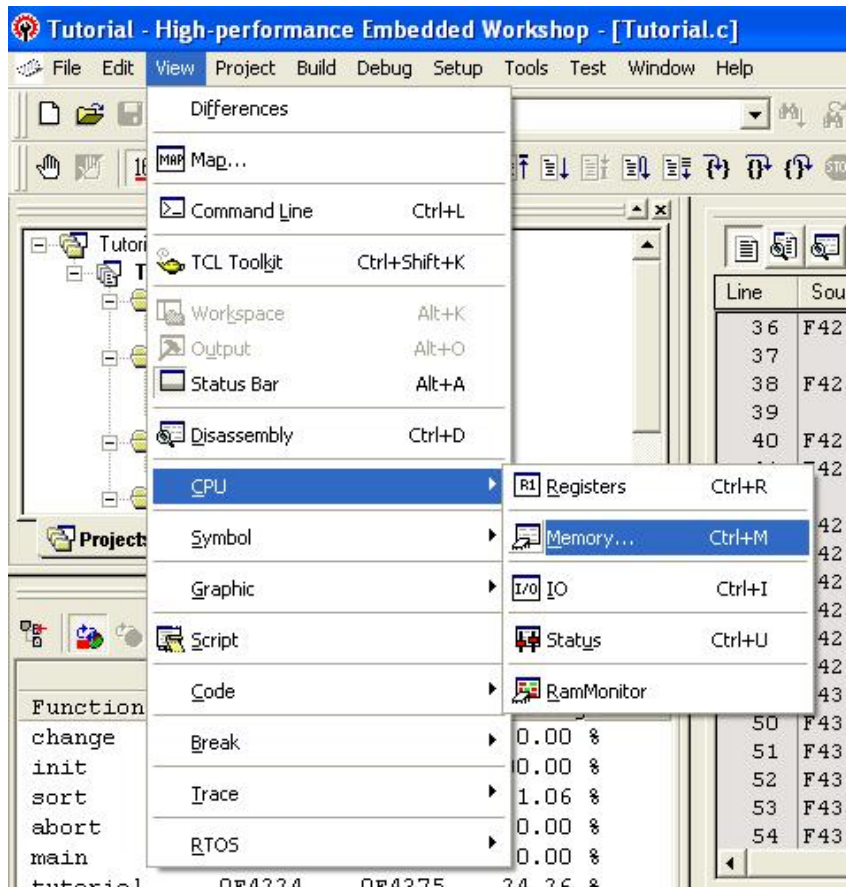 Tutorial - High-performance Embedded Workshop - [Tutorial.c]
File Edit View Project Build Debug Setup Tools Test Window Help
Differences
MAP Map...
Command Line Ctrl+L
TCL Toolkit Ctrl+Shift+K
Workspace Alt+K
Output Alt+O
Status Bar Alt+A
Disassembly Ctrl+D
CPU
Symbol
Graphic
Script
Code
Break
Trace
RTOS
R1 Registers Ctrl+R
Memory... Ctrl+M
I/O IO Ctrl+I
Status Ctrl+U
RamMonitor
Tutori
T
Projects
Function
change 0.00 %
init 0.00 %
sort 1.06 %
abort 0.00 %
main 0.00 %
Line Sou
36 F42
37
38 F42
39
40 F42
42
42
42
42
42
42
42
43
50 F43
51 F43
52 F43
53 F43
54 F43